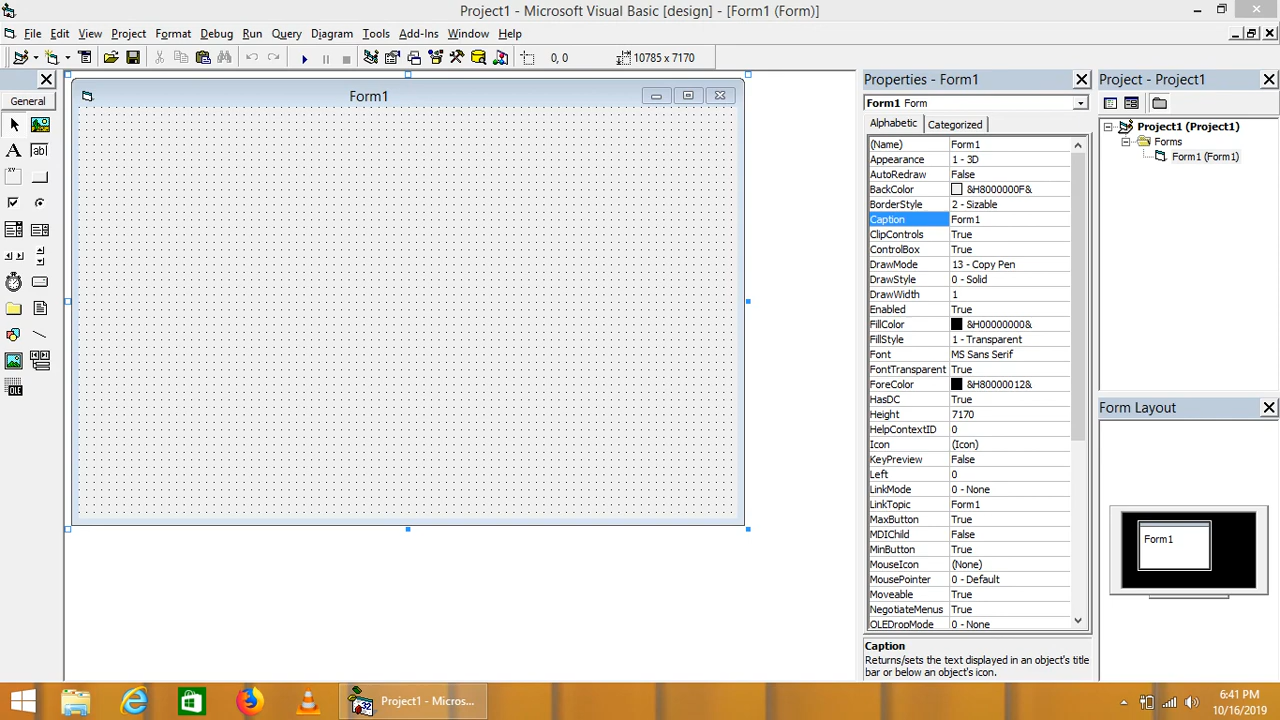 Project1 - Microsoft Visual Basic [design] - [Form1 (Form)]
File Edit View Project Format Debug Run Query Diagram Tools Add-Ins Window Help
0, 0
10785 x 7170
General
A
ab|
XY
OLE
Form1
Properties - Form1
Form1 Form
Alphabetic Categorized
(Name) Form1
Appearance 1 - 3D
AutoRedraw False
BackColor &H8000000F&
BorderStyle 2 - Sizable
Caption Form1
ClipControls True
ControlBox True
DrawMode 13 - Copy Pen
DrawStyle 0 - Solid
DrawWidth 1
Enabled True
FillColor &H00000000&
FillStyle 1 - Transparent
Font MS Sans Serif
FontTransparent True
ForeColor &H80000012&
HasDC True
Height 7170
HelpContextID 0
Icon (Icon)
KeyPreview False
Left 0
LinkMode 0 - None
LinkTopic Form1
MaxButton True
MDIChild False
MinButton True
MouseIcon (None)
MousePointer 0 - Default
Moveable True
NegotiateMenus True
OLEDropMode 0 - None
Caption
Returns/sets the text displayed in an object's title
bar or below an object's icon.
Project - Project1
Project1 (Project1)
Forms
Form1 (Form1)
Form Layout
Form1
32
Project1 - Micros...
6:41 PM
10/16/2019